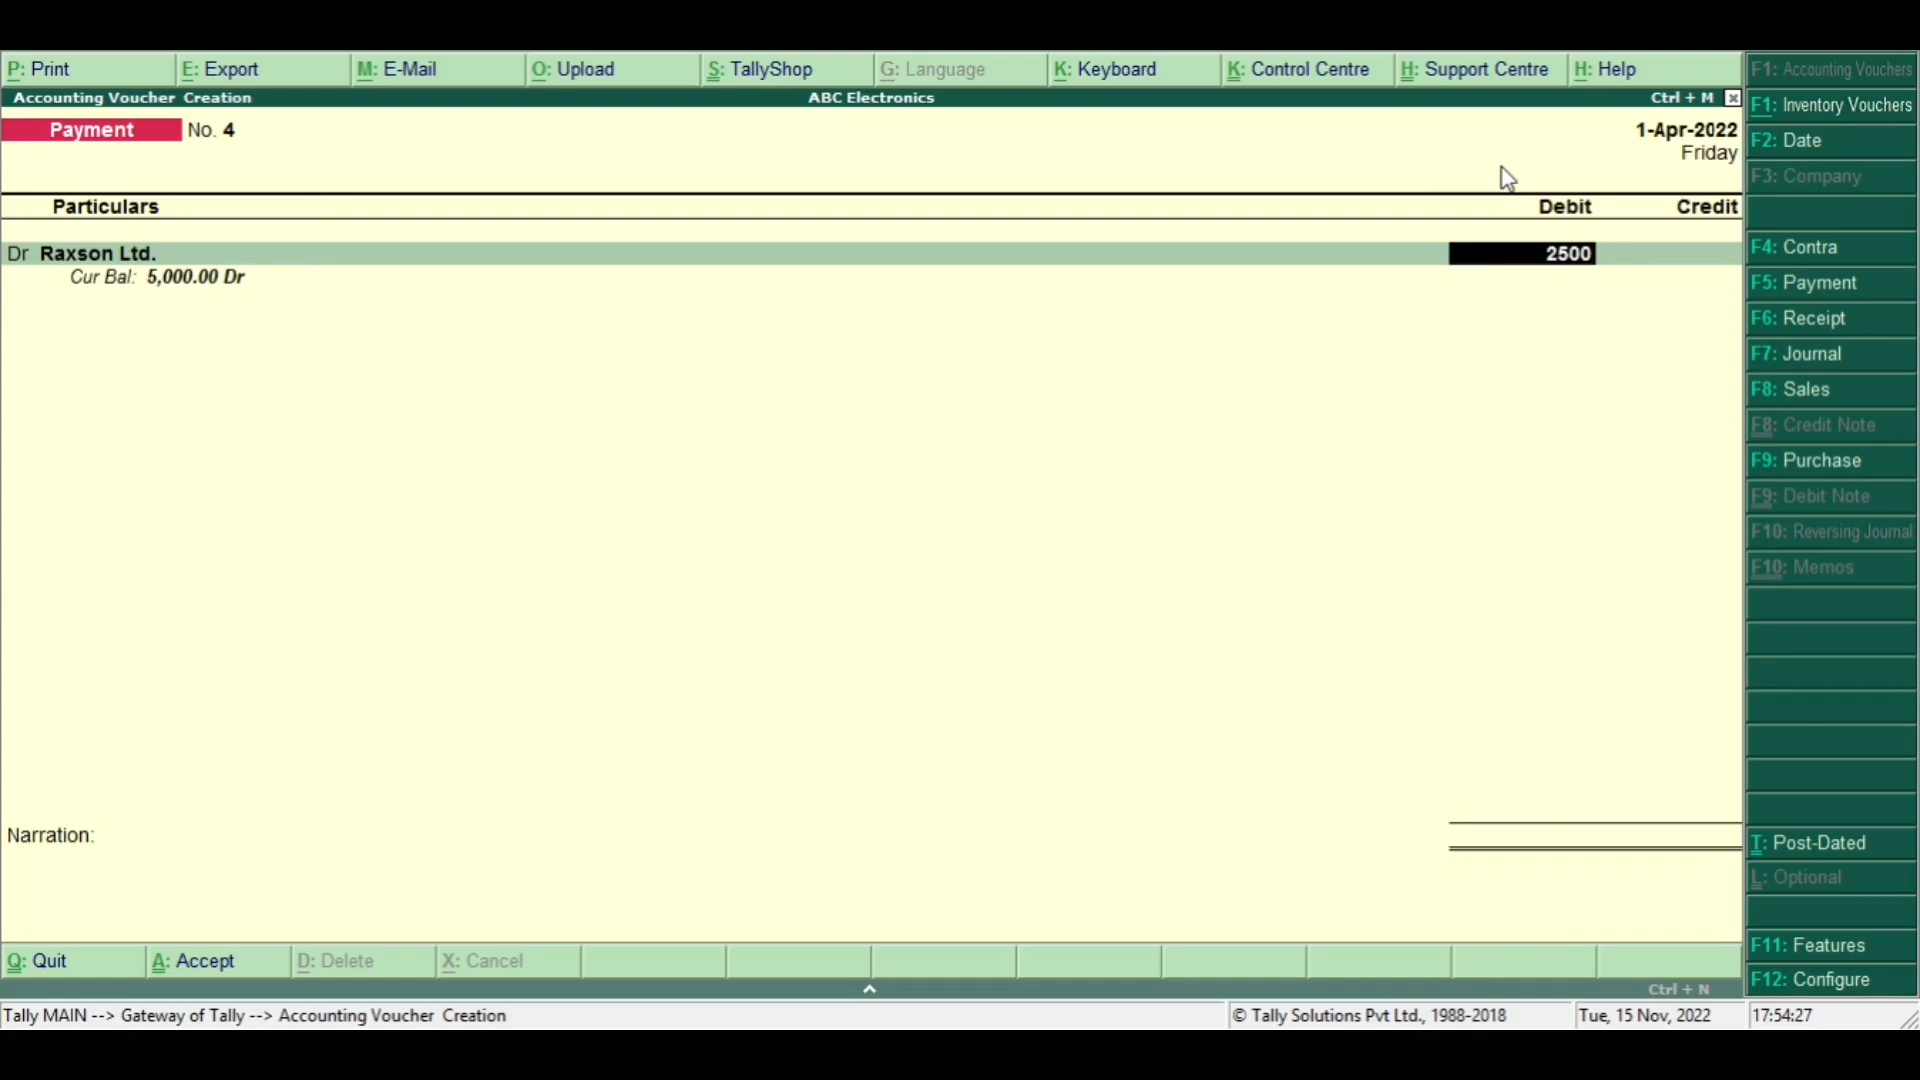 P: Print E: Export M: E-Mail O: Upload S: TallyShop G: Language K: Keyboard K: Control Centre H: Support Centre H: Help
Accounting Voucher Creation ABC Electronics Ctrl + M
Payment No. 4 1-Apr-2022
Friday
Particulars Debit Credit
Dr Raxson Ltd. 2500
Cur Bal: 5,000.00 Dr
Narration:
Q: Quit A: Accept D: Delete X: Cancel
Ctrl + N
Tally MAIN --> Gateway of Tally --> Accounting Voucher Creation © Tally Solutions Pvt Ltd., 1988-2018 Tue, 15 Nov, 2022 17:54:27
F1: Accounting Vouchers
F1: Inventory Vouchers
F2: Date
F3: Company
F4: Contra
F5: Payment
F6: Receipt
F7: Journal
F8: Sales
F8: Credit Note
F9: Purchase
F9: Debit Note
F10: Reversing Journal
F10: Memos
T: Post-Dated
L: Optional
F11: Features
F12: Configure